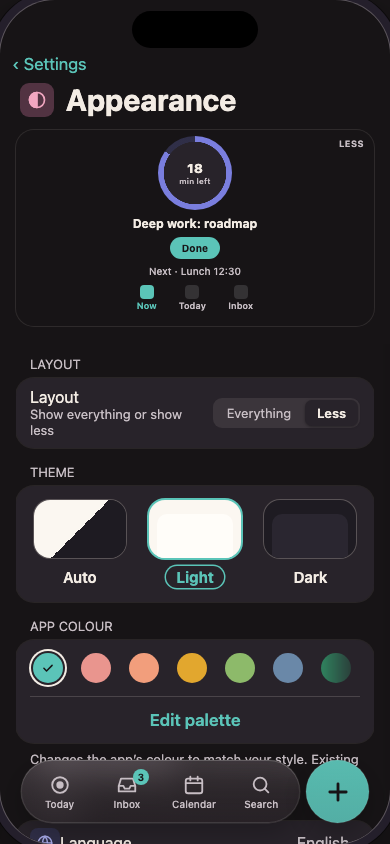 ‹ Settings
Appearance
LESS
18
min left
Deep work: roadmap
Done
Next · Lunch 12:30
Now Today Inbox
LAYOUT
Layout
Show everything or show
less
Everything Less
THEME
Auto Light Dark
APP COLOUR
Edit palette
Changes the app's colour to match your style. Existing
3
Today Inbox Calendar Search
Language English